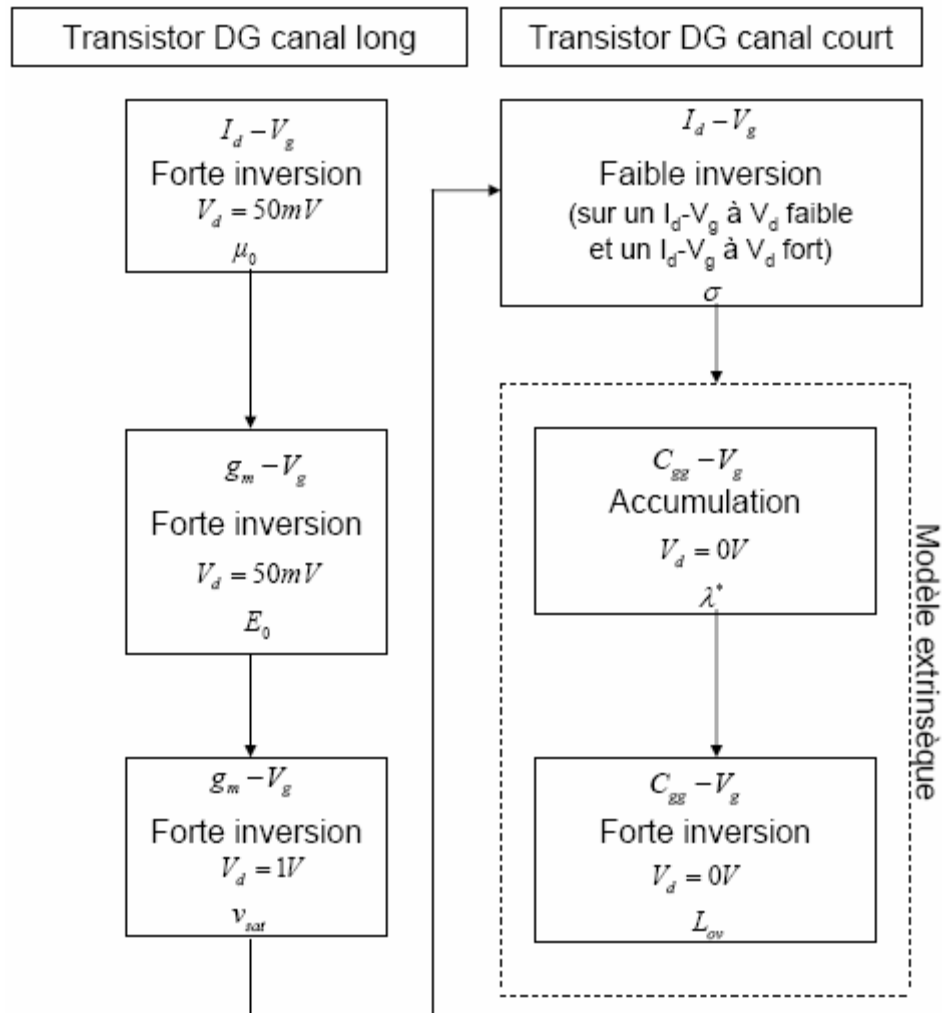 Transistor DG canal long
I_d − V_g
Forte inversion
V_d = 50mV
μ_0
g_m − V_g
Forte inversion
V_d = 50mV
E_0
g_m − V_g
Forte inversion
V_d = 1V
v_sat
Transistor DG canal court
I_d − V_g
Faible inversion
(sur un I_d-V_g à V_d faible
et un I_d-V_g à V_d fort)
σ
C_gg − V_g
Accumulation
V_d = 0V
λ*
C_gg − V_g
Forte inversion
V_d = 0V
L_ov
Modèle extrinsèque